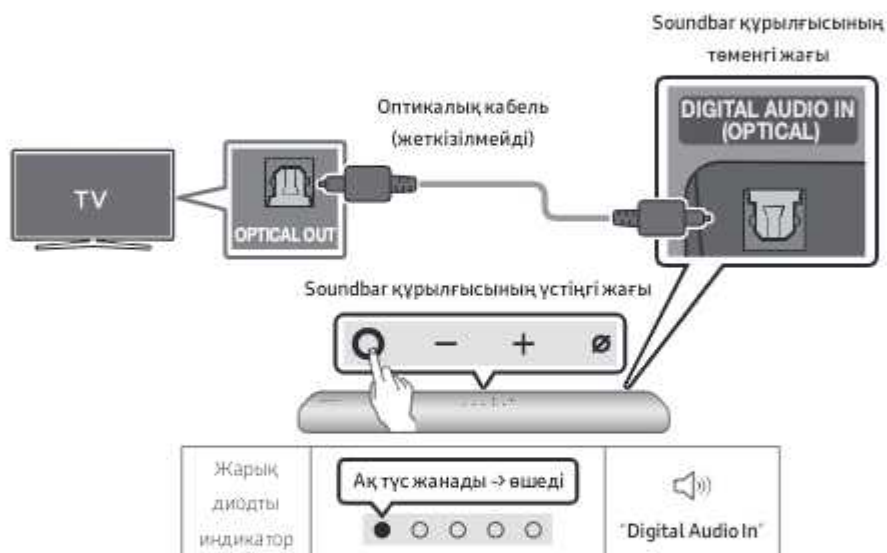 Soundbar құрылғысының
төменгі жағы
Оптикалық кабель
(жеткізілмейді)
DIGITAL AUDIO IN
(OPTICAL)
TV
OPTICAL OUT
Soundbar құрылғысының үстіңгі жағы
Жарық
диодты
индикатор
Ақ түс жанады -> өшеді
"Digital Audio In"